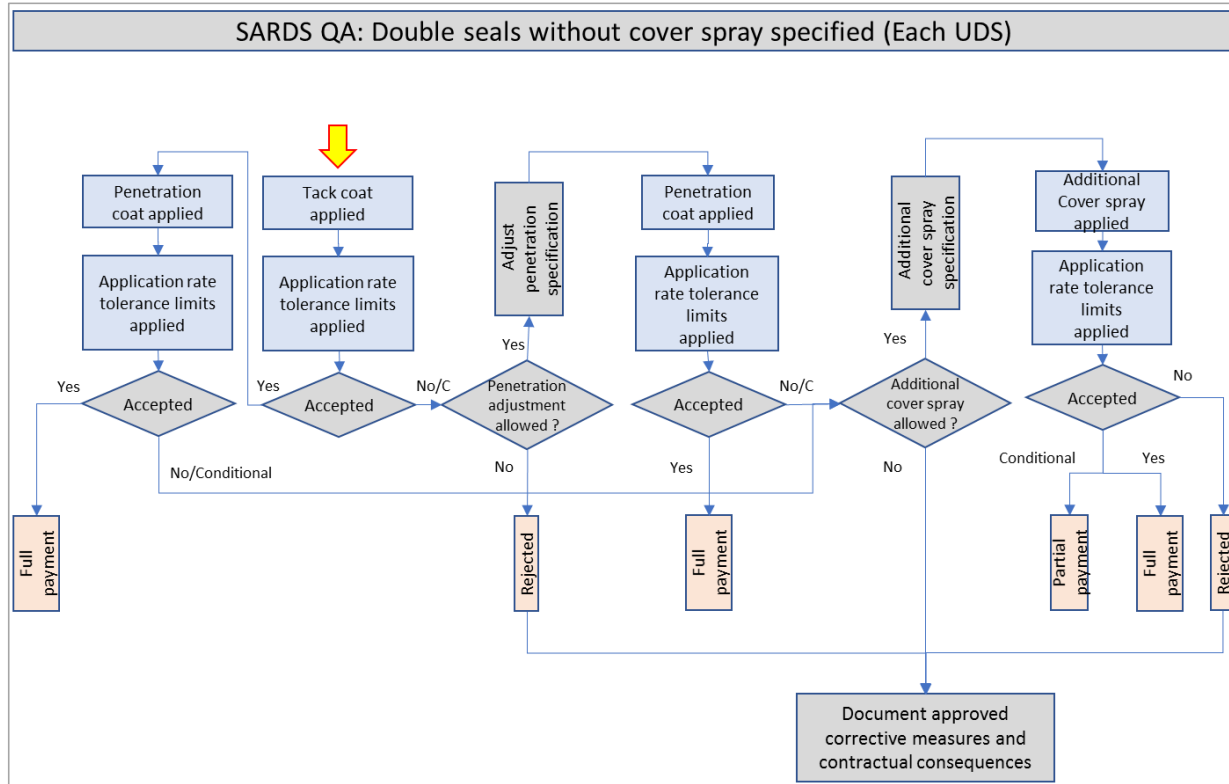 SARDS QA: Double seals without cover spray specified (Each UDS)
Penetration
coat applied
Application rate
tolerance limits
applied
Yes
Accepted
No/Conditional
Full
payment
Tack coat
applied
Application rate
tolerance limits
applied
Yes
Accepted
No/C
Adjust
penetration
specification
Yes
Penetration
adjustment
allowed ?
No
Rejected
Penetration
coat applied
Application
rate tolerance
limits
applied
Accepted
No/C
Yes
Full
payment
Additional
cover spray
specification
Yes
Additional
cover spray
allowed ?
No
Additional
Cover spray
applied
Application
rate tolerance
limits
applied
Accepted
No
Conditional
Yes
Partial
payment
Full
payment
Rejected
Document approved
corrective measures and
contractual consequences